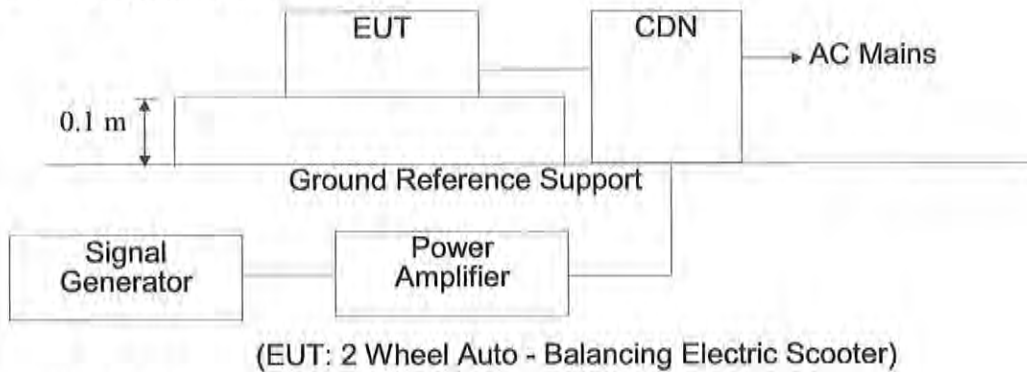 EUT
CDN
AC Mains
0.1 m
Ground Reference Support
Signal
Generator
Power
Amplifier
(EUT: 2 Wheel Auto - Balancing Electric Scooter)